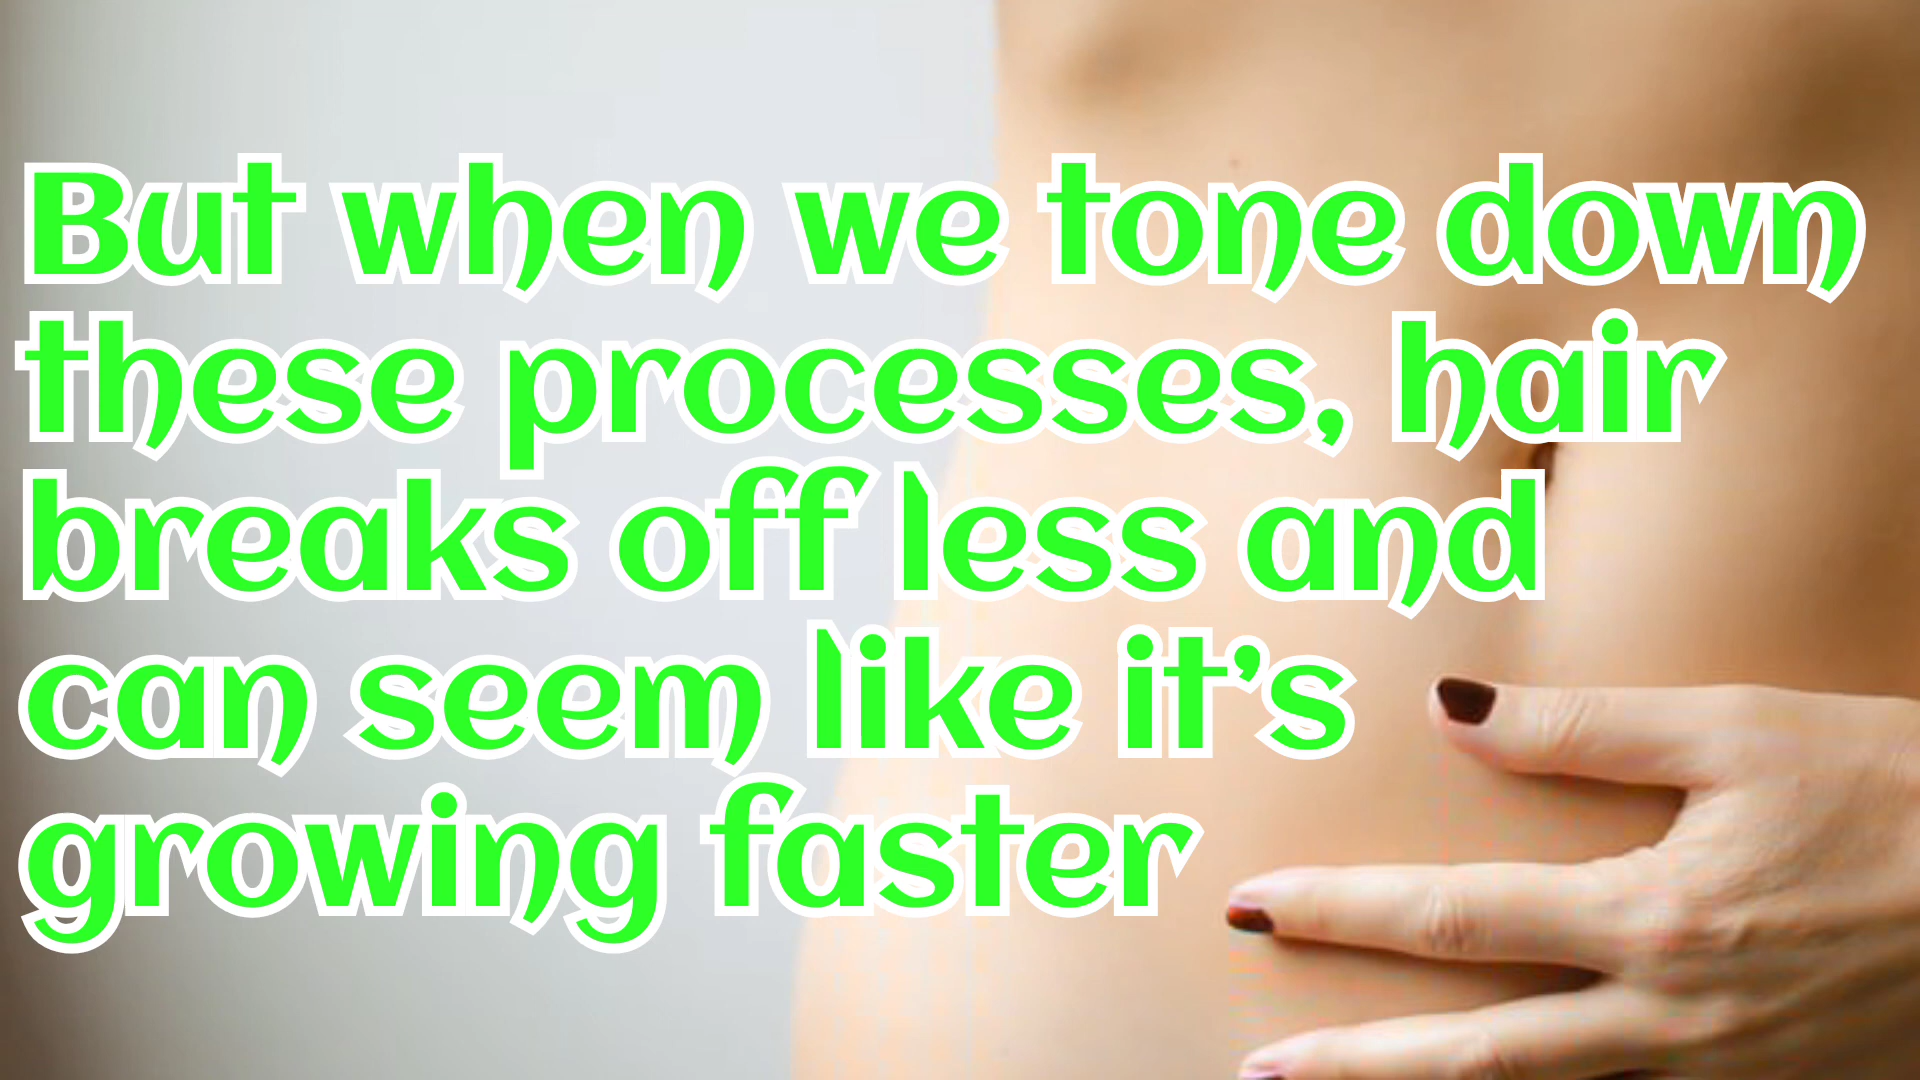 But when we tone down
these processes, hair
breaks off less and
can seem like it’s
growing faster